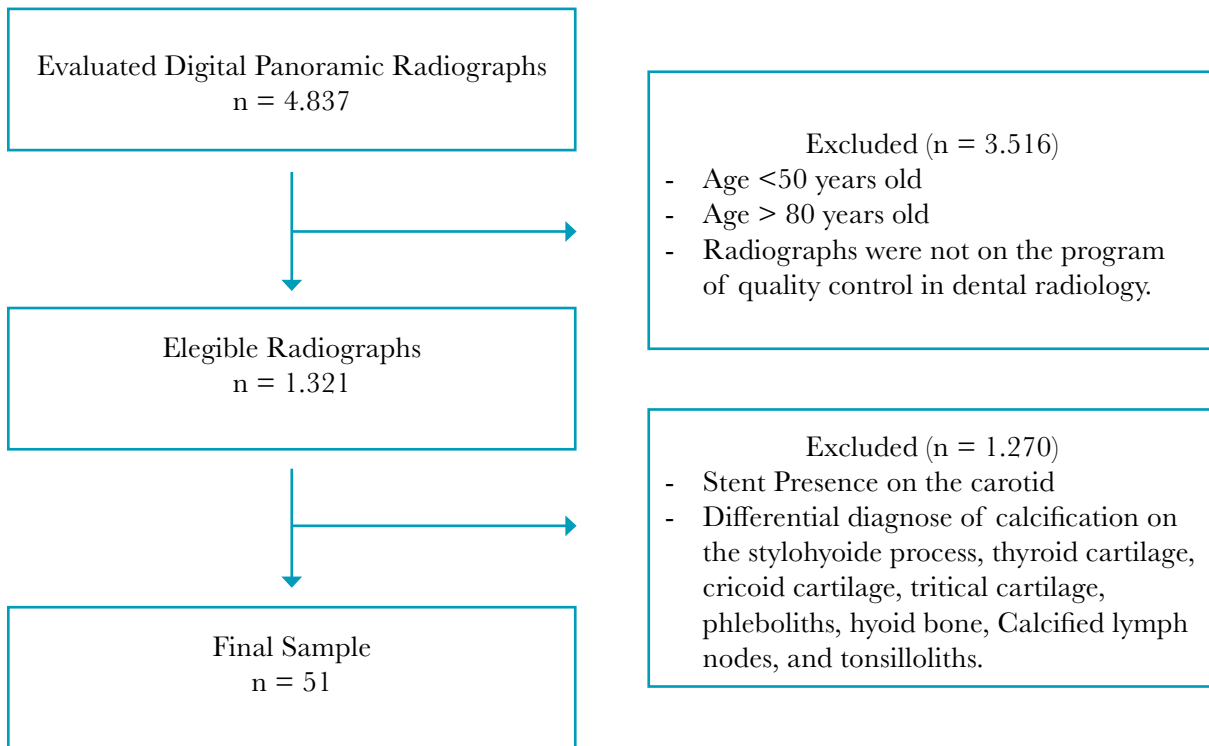 Evaluated Digital Panoramic Radiographs
n = 4.837
Excluded (n = 3.516)
- Age <50 years old
- Age > 80 years old
- Radiographs were not on the program
of quality control in dental radiology.
Elegible Radiographs
n = 1.321
Excluded (n = 1.270)
- Stent Presence on the carotid
- Differential diagnose of calcification on
the stylohyoide process, thyroid cartilage,
cricoid cartilage, tritical cartilage,
phleboliths, hyoid bone, Calcified lymph
nodes, and tonsilloliths.
Final Sample
n = 51